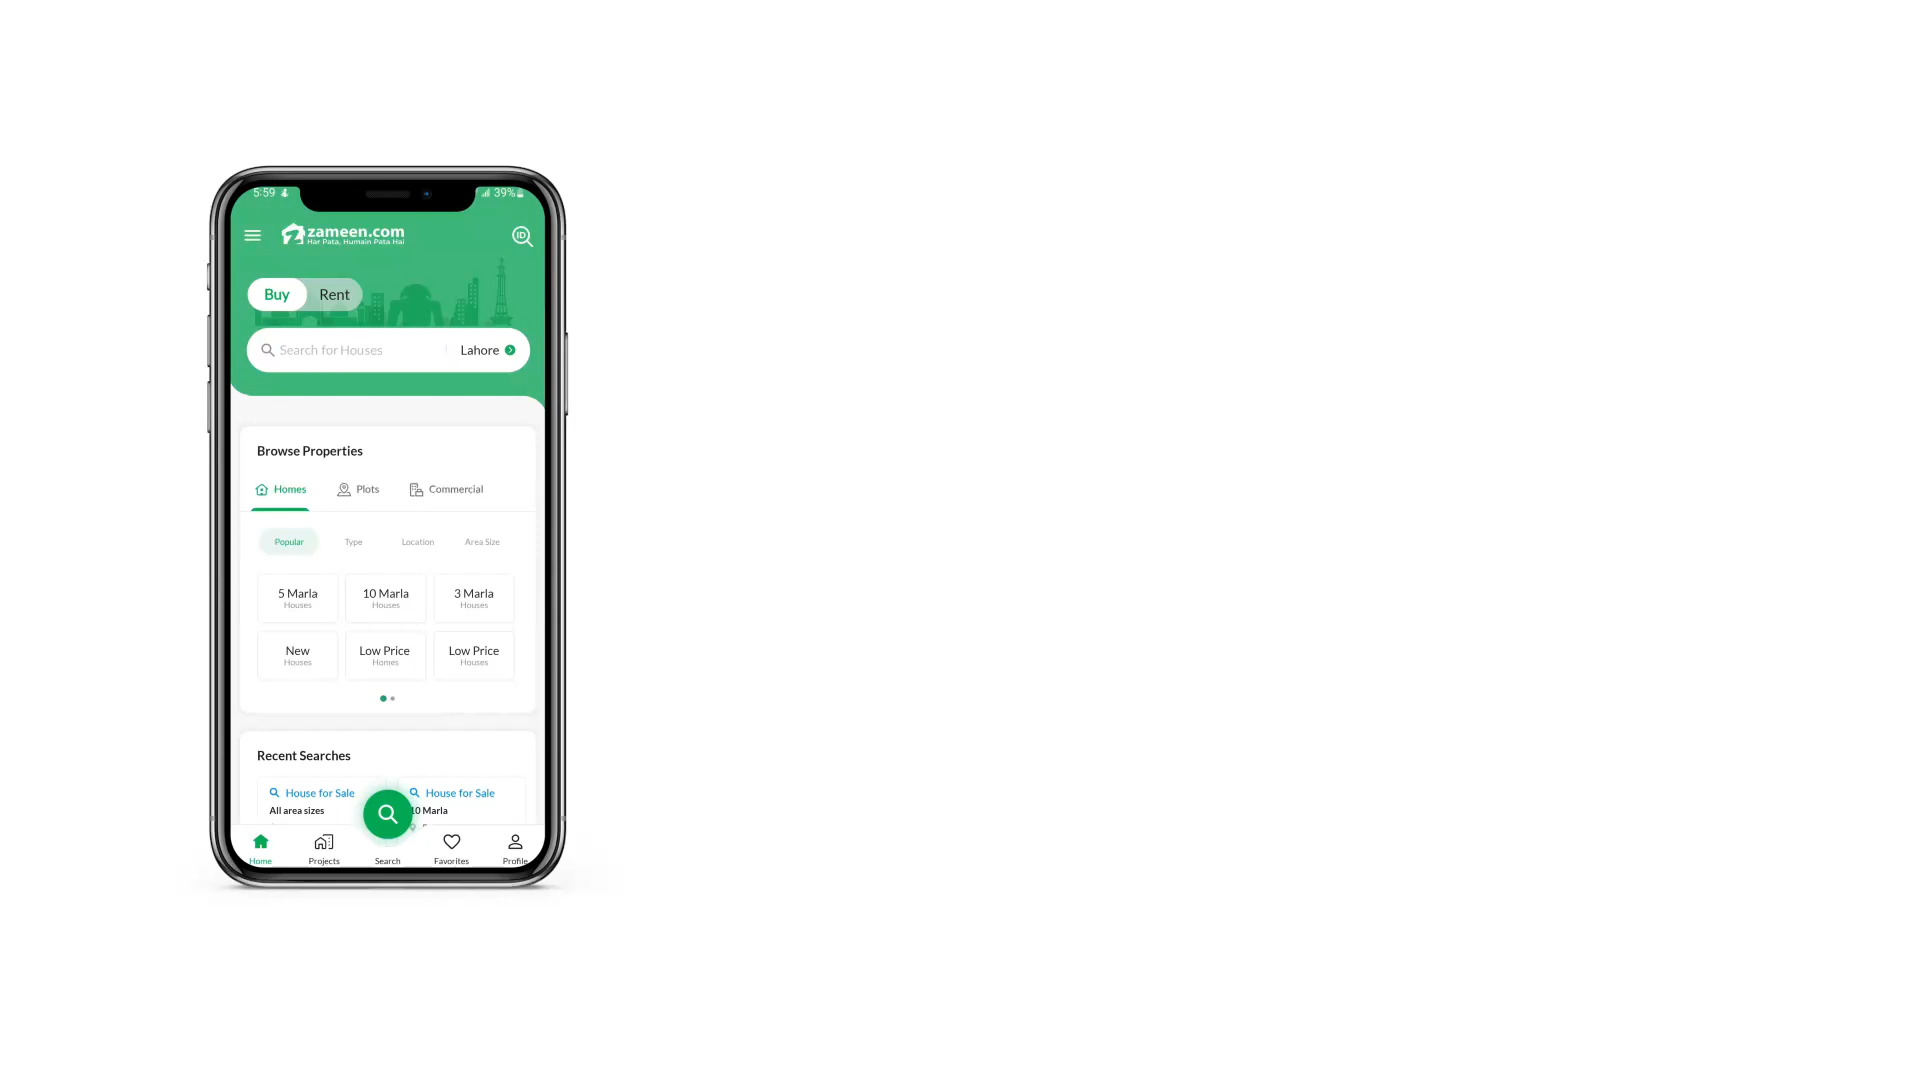 5:59
39%
zameen.com
Har Pata, Humain Pata Hai
ID
Buy Rent
Search for Houses
Lahore
Browse Properties
Homes Plots Commercial
Popular Type Location Area Size
5 Marla 10 Marla 3 Marla
Houses Houses Houses
New Low Price Low Price
Houses Homes Houses
Recent Searches
House for Sale House for Sale
All area sizes 10 Marla
Home Projects Search Favorites Profile